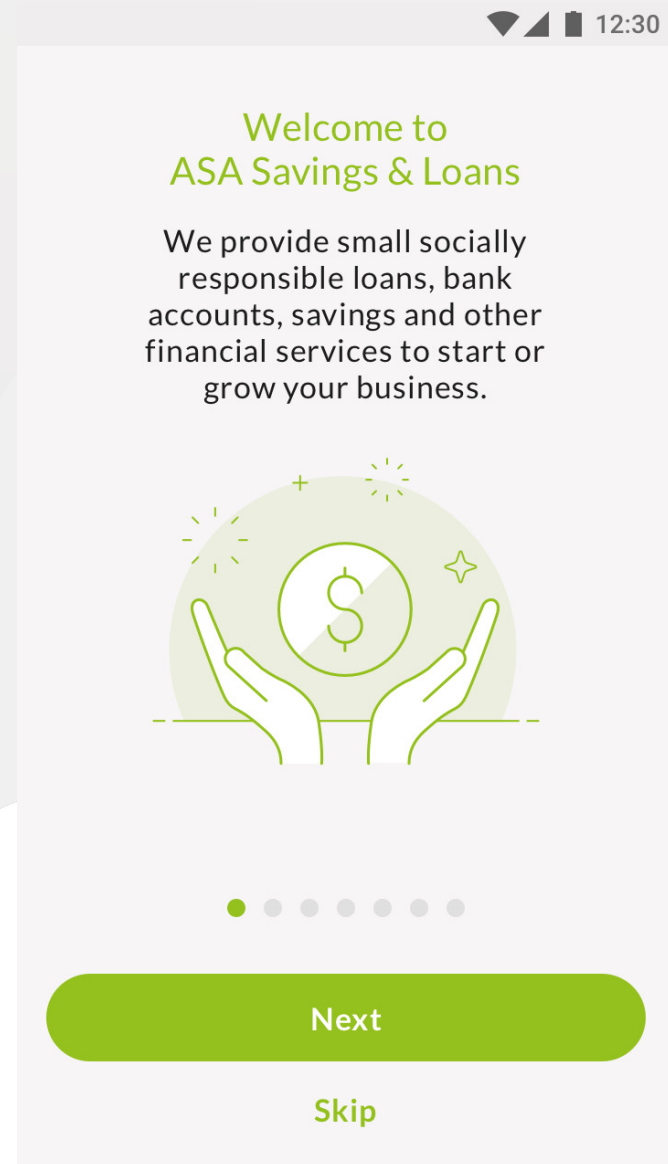 12:30
Welcome to
ASA Savings & Loans
We provide small socially
responsible loans, bank
accounts, savings and other
financial services to start or
grow your business.
$
Next
Skip